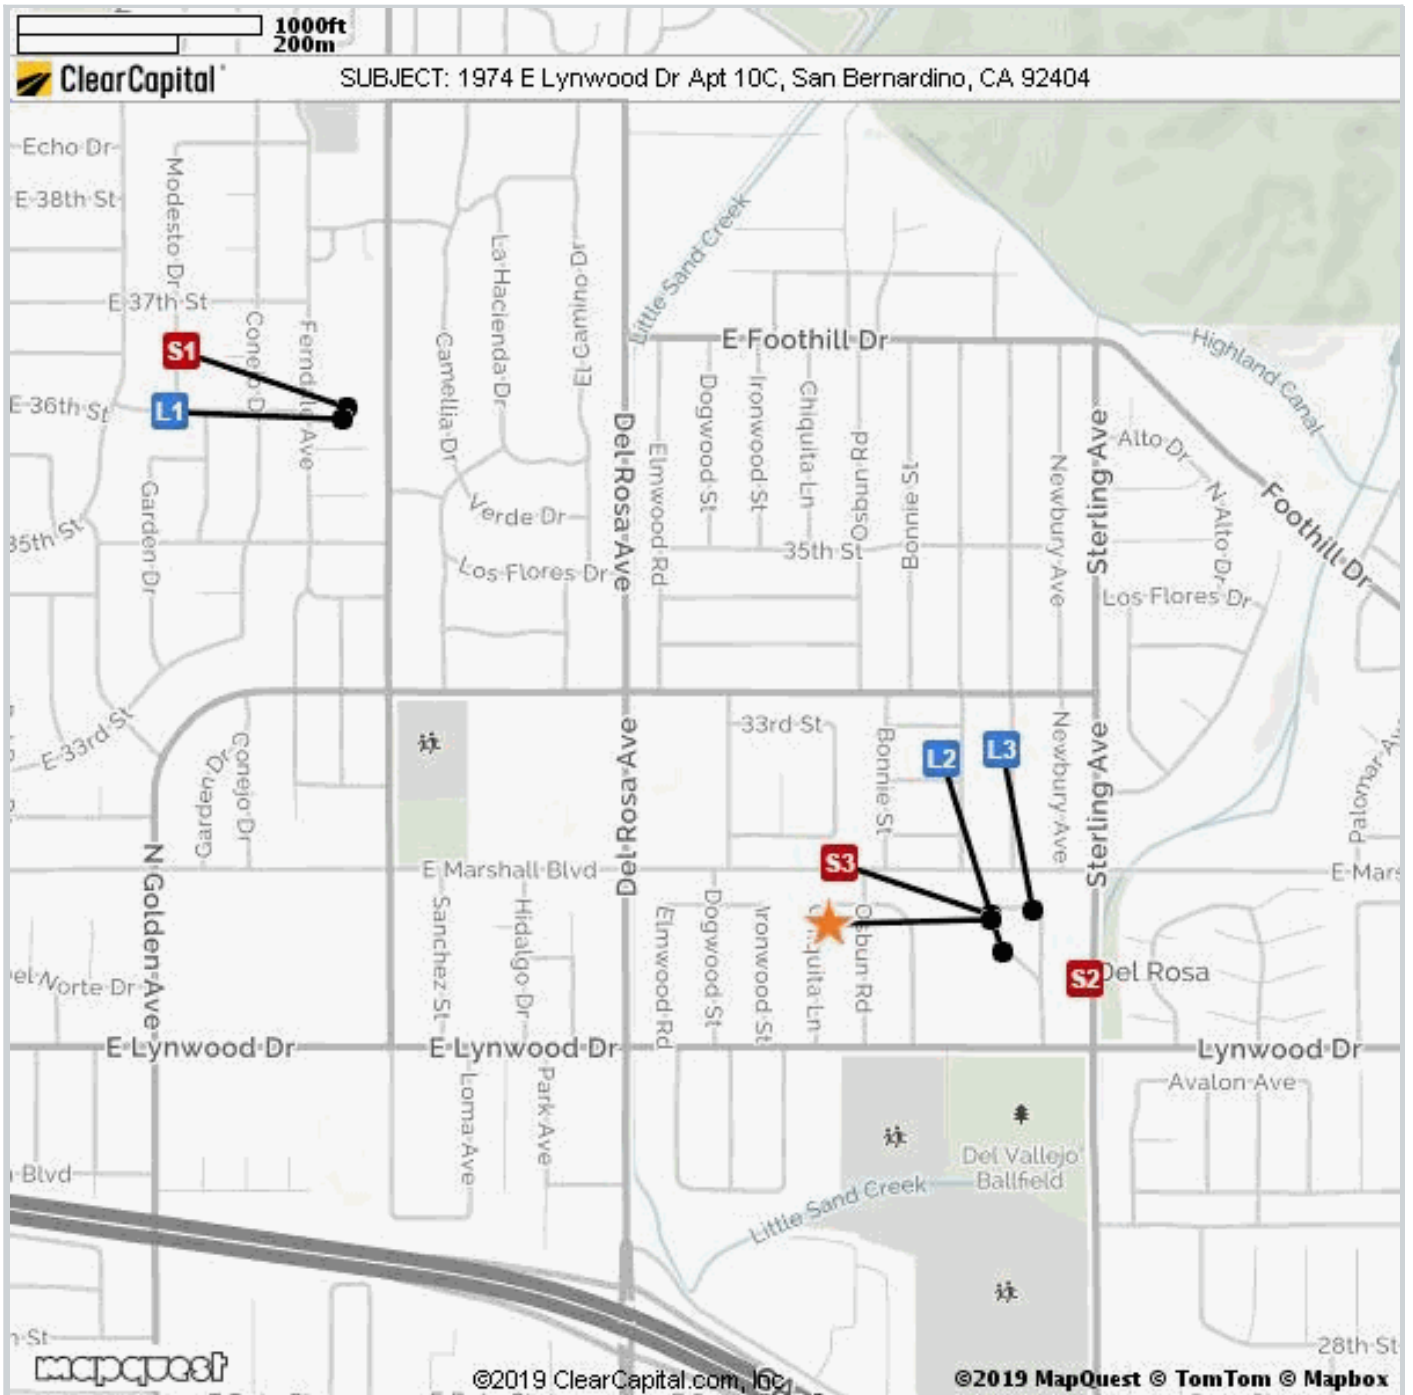 1000ft
200m
ClearCapital
SUBJECT: 1974 E Lynwood Dr Apt 10C, San Bernardino, CA 92404
Echo Dr
E 38th St
Modesto Dr
E 37th St
Conejo D
Ferndale Ave
La Hacienda Dr
El Camino Dr
Camellia Dr
Little Sand Creek
E Foothill Dr
Highland Canal
S1
L1
E 36th St
Garden Dr
35th St
Verde Dr
Los Flores Dr
Del Rosa Ave
Elmwood Rd
Dogwood St
Ironwood St
Chiquita Ln
Osbun Rd
Bonnie St
35th St
Newbury Ave
Sterling Ave
Alto Dr
N Alto Dr
Foothill Dr
Los Flores Dr
E 33rd St
Conejo Dr
33rd St
Bonnie St
L2
L3
Newbury Ave
Sterling Ave
Palomar Av
Del Rosa Ave
N Golden Ave
E Marshall Blvd
E Mars
S3
Sanchez St
Hidalgo Dr
Elmwood Rd
Dogwood St
Ironwood St
quita Ln
Osbun Rd
S2
Del Rosa
el Norte Dr
E Lynwood Dr
E Lynwood Dr
Lynwood Dr
Avalon Ave
Loma Ave
Park Ave
Del Vallejo
Ballfield
Blvd
Little Sand Creek
28th St
mapquest
©2019 ClearCapital.com, Inc
©2019 MapQuest © TomTom © Mapbox